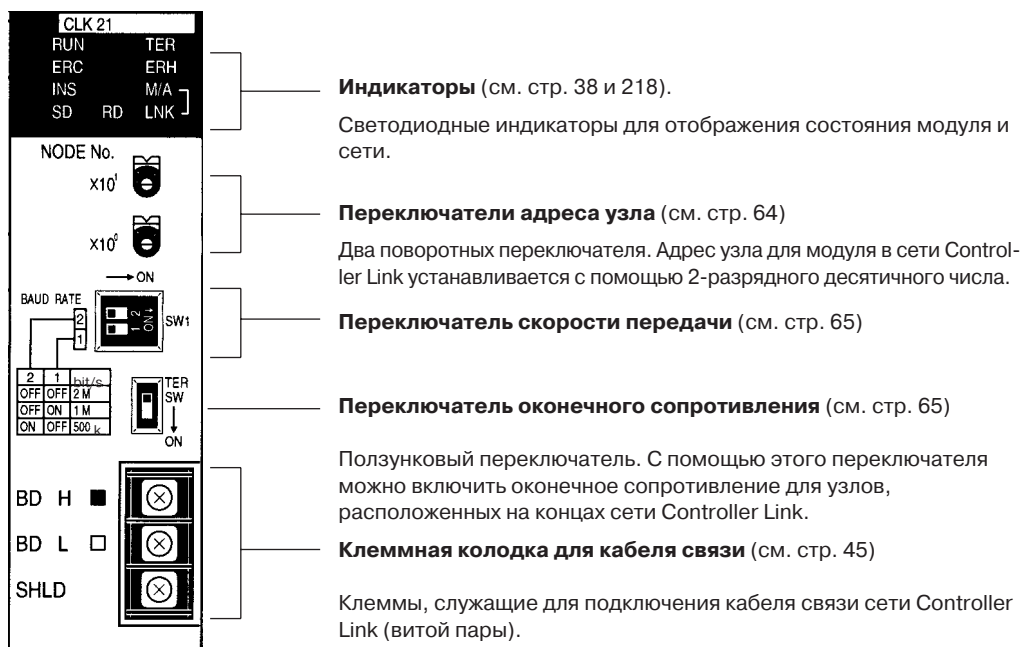 CLK 21
RUN TER
ERC ERH
INS M/A
SD RD LNK
Индикаторы (см. стр. 38 и 218).
Светодиодные индикаторы для отображения состояния модуля и
сети.
NODE No.
X10¹
X10⁰
Переключатели адреса узла (см. стр. 64)
Два поворотных переключателя. Адрес узла для модуля в сети Control-
ler Link устанавливается с помощью 2-разрядного десятичного числа.
→ ON
BAUD RATE
2
1
1 2
ON↓
SW1
Переключатель скорости передачи (см. стр. 65)
2 1 bit/s
OFF OFF 2 M
OFF ON 1 M
ON OFF 500 k
TER
SW
↓
ON
Переключатель оконечного сопротивления (см. стр. 65)
Ползунковый переключатель. С помощью этого переключателя
можно включить оконечное сопротивление для узлов,
расположенных на концах сети Controller Link.
BD H ■
BD L □
SHLD
Клеммная колодка для кабеля связи (см. стр. 45)
Клеммы, служащие для подключения кабеля связи сети Controller
Link (витой пары).